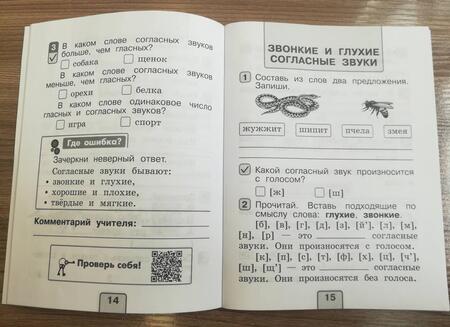 3 В каком слове согласных звуков
больше, чем гласных?
собака щенок
В каком слове согласных звуков
меньше, чем гласных?
орехи белка
В каком слове одинаковое число
гласных и согласных звуков?
игра спорт
Где ошибка?
Зачеркни неверный ответ.
Согласные звуки бывают:
• звонкие и глухие,
• хорошие и плохие,
• твёрдые и мягкие.
Комментарий учителя:
Проверь себя!
14
ЗВОНКИЕ И ГЛУХИЕ
СОГЛАСНЫЕ ЗВУКИ
1 Составь из слов два предложения.
Запиши.
жужжит шипит пчела змея
Какой согласный звук произносится
с голосом?
[ж] [ш]
2 Прочитай. Вставь подходящие по
смыслу слова: глухие, звонкие.
[б], [в], [г], [д], [з], [й'], [л], [м],
[н], [р] — это согласные
звуки. Они произносятся с голосом.
[к], [п], [с], [т], [ф], [х], [ц], [ч'],
[ш], [щ'] — это согласные
звуки. Они произносятся без голоса.
15